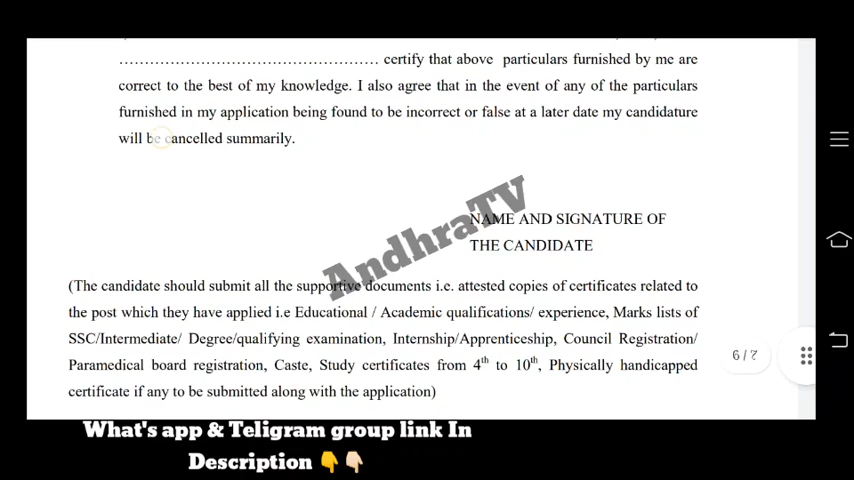 ……………………………………………. certify that above particulars furnished by me are
correct to the best of my knowledge. I also agree that in the event of any of the particulars
furnished in my application being found to be incorrect or false at a later date my candidature
will be cancelled summarily.
AndhraTV
NAME AND SIGNATURE OF
THE CANDIDATE
(The candidate should submit all the supportive documents i.e. attested copies of certificates related to
the post which they have applied i.e Educational / Academic qualifications/ experience, Marks lists of
SSC/Intermediate/ Degree/qualifying examination, Internship/Apprenticeship, Council Registration/
Paramedical board registration, Caste, Study certificates from 4th to 10th, Physically handicapped
certificate if any to be submitted along with the application)
6 / 7
What's app & Teligram group link In
Description 👇👇🏻